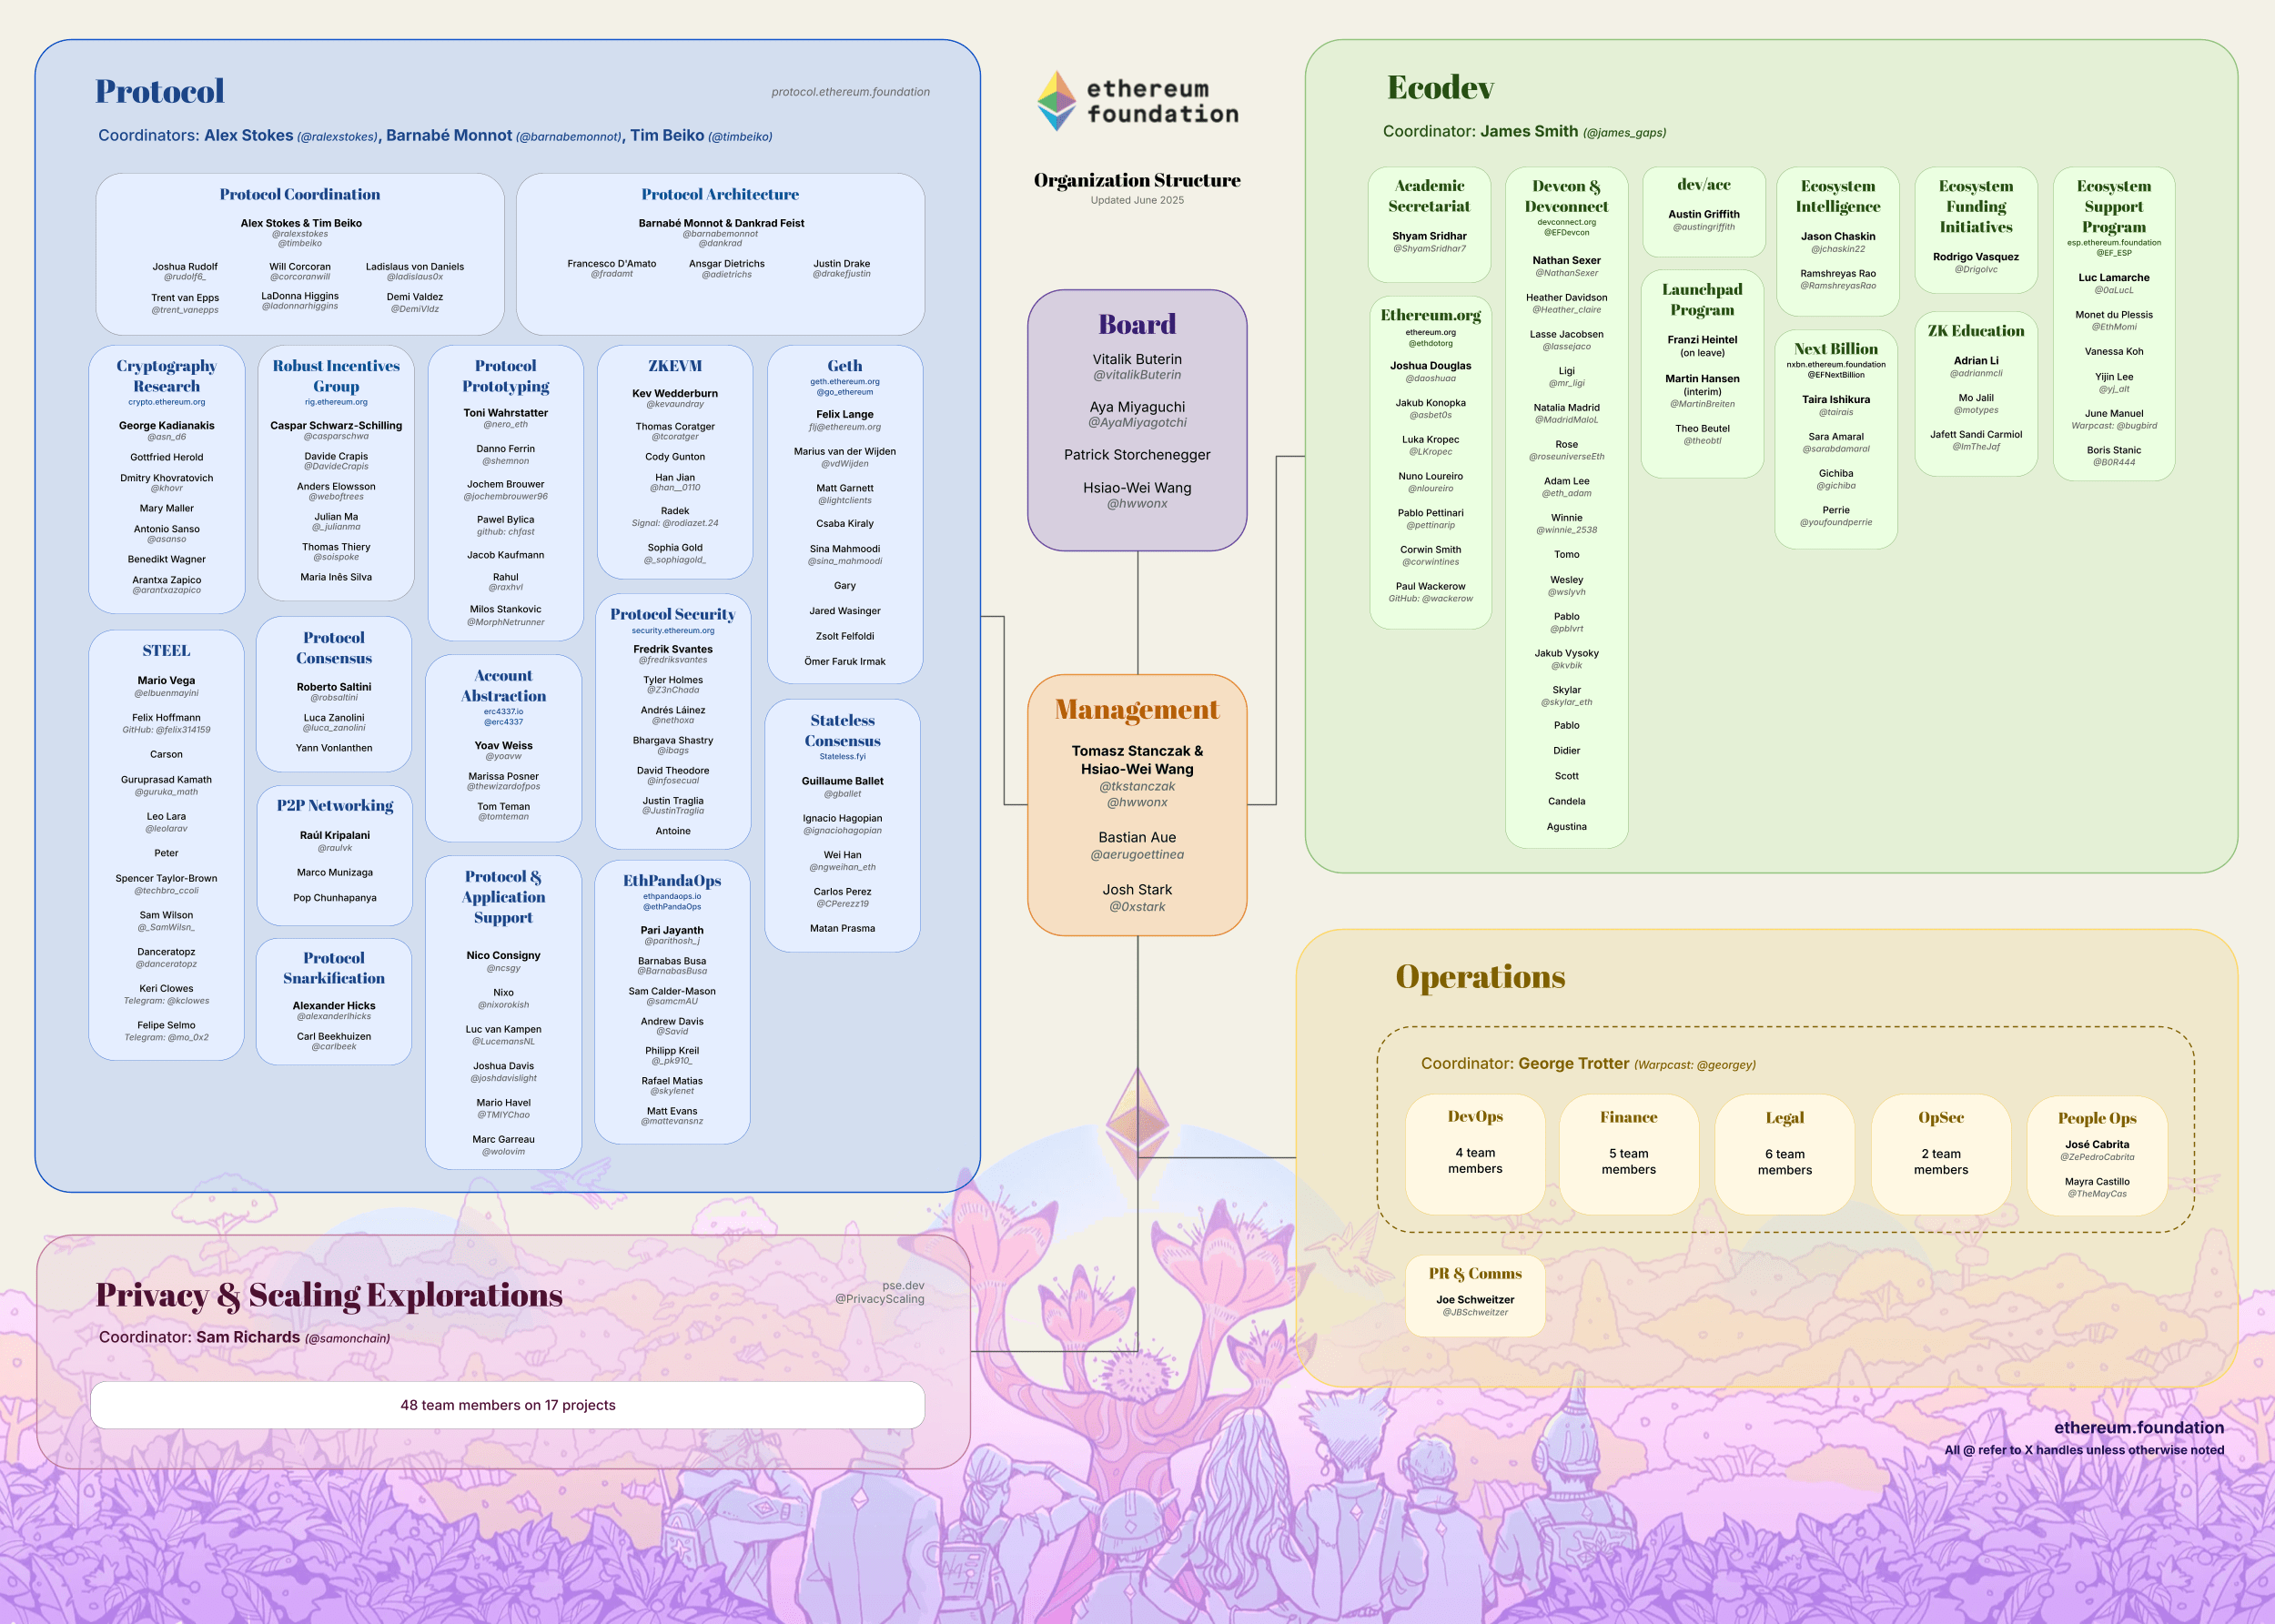 Protocol
protocol.ethereum.foundation
Coordinators: Alex Stokes (@ralexstokes), Barnabé Monnot (@barnabemonnot), Tim Beiko (@timbeiko)
Protocol Coordination
Alex Stokes & Tim Beiko
@ralexstokes
@timbeiko
Joshua Rudolf
@rudolf6_
Will Corcoran
@corcoranwill
Ladislaus von Daniels
@ladislaus0x
Trent van Epps
@trent_vanepps
LaDonna Higgins
@ladonnarhiggins
Demi Valdez
@DemiVldz
Protocol Architecture
Barnabé Monnot & Dankrad Feist
@barnabemonnot
@dankrad
Francesco D'Amato
@fradamt
Ansgar Dietrichs
@adietrichs
Justin Drake
@drakefjustin
Cryptography
Research
crypto.ethereum.org
George Kadianakis
@asn_d6
Gottfried Herold
Dmitry Khovratovich
@khovr
Mary Maller
Antonio Sanso
@asanso
Benedikt Wagner
Arantxa Zapico
@arantxazapico
STEEL
Mario Vega
@elbuenmayini
Felix Hoffmann
GitHub: @felix314159
Carson
Guruprasad Kamath
@guruka_math
Leo Lara
@leolarav
Peter
Spencer Taylor-Brown
@techbro_ccoli
Sam Wilson
@_SamWilsn_
Danceratopz
@danceratopz
Keri Clowes
Telegram: @kclowes
Felipe Selmo
Telegram: @mo_0x2
Robust Incentives
Group
rig.ethereum.org
Caspar Schwarz-Schilling
@casparschwa
Davide Crapis
@DavideCrapis
Anders Elowsson
@weboftrees
Julian Ma
@_julianma
Thomas Thiery
@soispoke
Maria Inês Silva
Protocol
Consensus
Roberto Saltini
@robsaltini
Luca Zanolini
@luca_zanolini
Yann Vonlanthen
P2P Networking
Raúl Kripalani
@raulvk
Marco Munizaga
Pop Chunhapanya
Protocol
Snarkification
Alexander Hicks
@alexanderlhicks
Carl Beekhuizen
@carlbeek
Protocol
Prototyping
Toni Wahrstatter
@nero_eth
Danno Ferrin
@shemnon
Jochem Brouwer
@jochembrouwer96
Pawel Bylica
github: chfast
Jacob Kaufmann
Rahul
@raxhvl
Milos Stankovic
@MorphNetrunner
Account
Abstraction
erc4337.io
@erc4337
Yoav Weiss
@yoavw
Marissa Posner
@thewizardofpos
Tom Teman
@tomteman
Protocol &
Application
Support
Nico Consigny
@ncsgy
Nixo
@nixorokish
Luc van Kampen
@LucemansNL
Joshua Davis
@joshdavislight
Mario Havel
@TMIYChao
Marc Garreau
@wolovim
ZKEVM
Kev Wedderburn
@kevaundray
Thomas Coratger
@tcoratger
Cody Gunton
Han Jian
@han__0110
Radek
Signal: @rodiazet.24
Sophia Gold
@_sophiagold_
Protocol Security
security.ethereum.org
Fredrik Svantes
@fredriksvantes
Tyler Holmes
@Z3nChada
Andrés Láinez
@nethoxa
Bhargava Shastry
@ibags
David Theodore
@infosecual
Justin Traglia
@JustinTraglia
Antoine
EthPandaOps
ethpandaops.io
@ethPandaOps
Pari Jayanth
@parithosh_j
Barnabas Busa
@BarnabasBusa
Sam Calder-Mason
@samcmAU
Andrew Davis
@Savid
Philipp Kreil
@_pk910_
Rafael Matias
@skylenet
Matt Evans
@mattevansnz
Geth
geth.ethereum.org
@go_ethereum
Felix Lange
flj@ethereum.org
Marius van der Wijden
@vdWijden
Matt Garnett
@lightclients
Csaba Kiraly
Sina Mahmoodi
@sina_mahmoodi
Gary
Jared Wasinger
Zsolt Felfoldi
Ömer Faruk Irmak
Stateless
Consensus
Stateless.fyi
Guillaume Ballet
@gballet
Ignacio Hagopian
@ignaciohagopian
Wei Han
@ngweihan_eth
Carlos Perez
@CPerezz19
Matan Prasma
ethereum
foundation
Organization Structure
Updated June 2025
Board
Vitalik Buterin
@vitalikButerin
Aya Miyaguchi
@AyaMiyagotchi
Patrick Storchenegger
Hsiao-Wei Wang
@hwwonx
Management
Tomasz Stanczak &
Hsiao-Wei Wang
@tkstanczak
@hwwonx
Bastian Aue
@aerugoettinea
Josh Stark
@0xstark
Ecodev
Coordinator: James Smith (@james_gaps)
Academic
Secretariat
Shyam Sridhar
@ShyamSridhar7
Ethereum.org
ethereum.org
@ethdotorg
Joshua Douglas
@daoshuaa
Jakub Konopka
@asbet0s
Luka Kropec
@LKropec
Nuno Loureiro
@nloureiro
Pablo Pettinari
@pettinarip
Corwin Smith
@corwintines
Paul Wackerow
GitHub: @wackerow
Devcon &
Devconnect
devconnect.org
@EFDevcon
Nathan Sexer
@NathanSexer
Heather Davidson
@Heather_claire
Lasse Jacobsen
@lassejaco
Ligi
@mr_ligi
Natalia Madrid
@MadridMaloL
Rose
@roseuniverseEth
Adam Lee
@eth_adam
Winnie
@winnie_2538
Tomo
Wesley
@wslyvh
Pablo
@pblvrt
Jakub Vysoky
@kvbik
Skylar
@skylar_eth
Pablo
Didier
Scott
Candela
Agustina
dev/acc
Austin Griffith
@austingriffith
Launchpad
Program
Franzi Heintel
(on leave)
Martin Hansen
(interim)
@MartinBreiten
Theo Beutel
@theobtl
Ecosystem
Intelligence
Jason Chaskin
@jchaskin22
Ramshreyas Rao
@RamshreyasRao
Next Billion
nxbn.ethereum.foundation
@EFNextBillion
Taira Ishikura
@tairais
Sara Amaral
@sarabdamaral
Gichiba
@gichiba
Perrie
@youfoundperrie
Ecosystem
Funding
Initiatives
Rodrigo Vasquez
@Drigolvc
ZK Education
Adrian Li
@adrianmcli
Mo Jalil
@motypes
Jafett Sandi Carmiol
@ImTheJaf
Ecosystem
Support
Program
esp.ethereum.foundation
@EF_ESP
Luc Lamarche
@0aLucL
Monet du Plessis
@EthMomi
Vanessa Koh
Yijin Lee
@yj_alt
June Manuel
Warpcast: @bugbird
Boris Stanic
@B0R444
Operations
Coordinator: George Trotter (Warpcast: @georgey)
DevOps
4 team
members
Finance
5 team
members
Legal
6 team
members
OpSec
2 team
members
People Ops
José Cabrita
@ZePedroCabrita
Mayra Castillo
@TheMayCas
PR & Comms
Joe Schweitzer
@JBSchweitzer
Privacy & Scaling Explorations
pse.dev
@PrivacyScaling
Coordinator: Sam Richards (@samonchain)
48 team members on 17 projects
ethereum.foundation
All @ refer to X handles unless otherwise noted